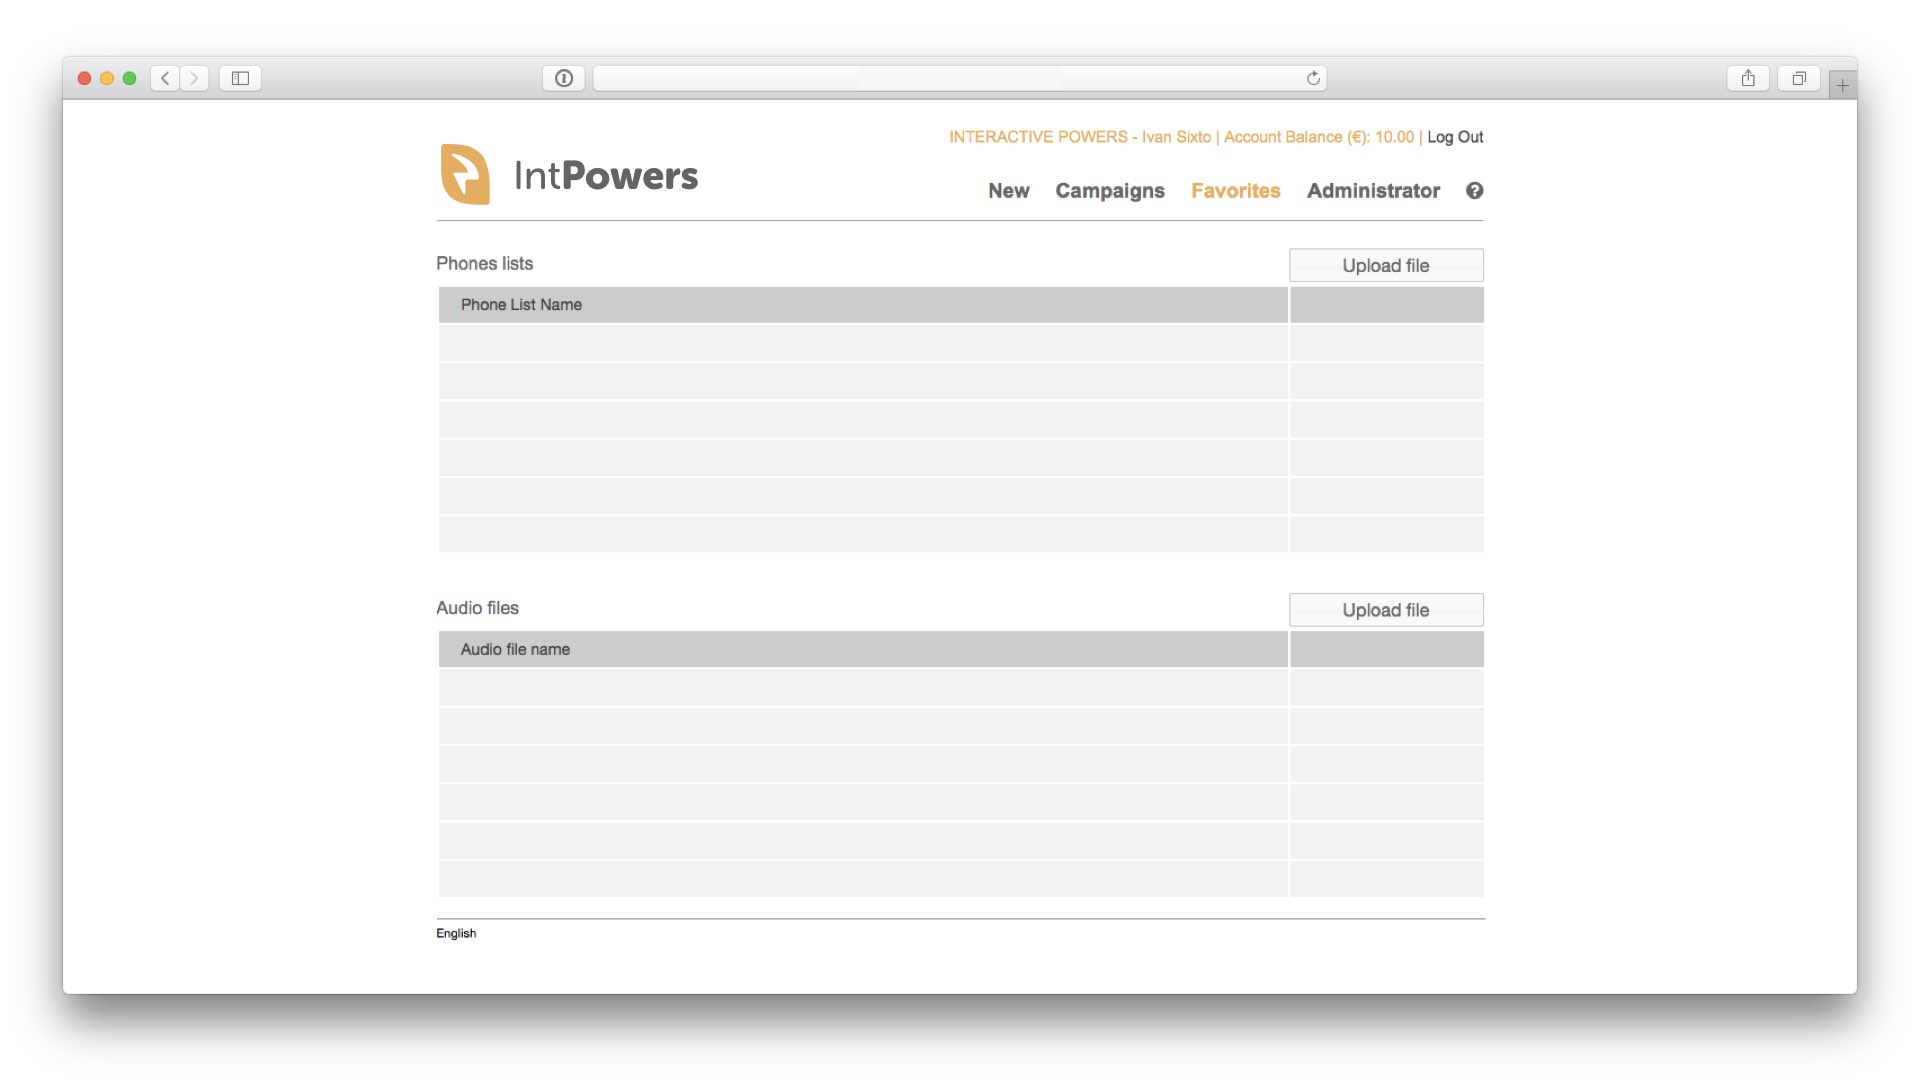 INTERACTIVE POWERS - Ivan Sixto | Account Balance (€): 10.00 | Log Out
IntPowers
New Campaigns Favorites Administrator ?
Phones lists
Upload file
Phone List Name
Audio files
Upload file
Audio file name
English